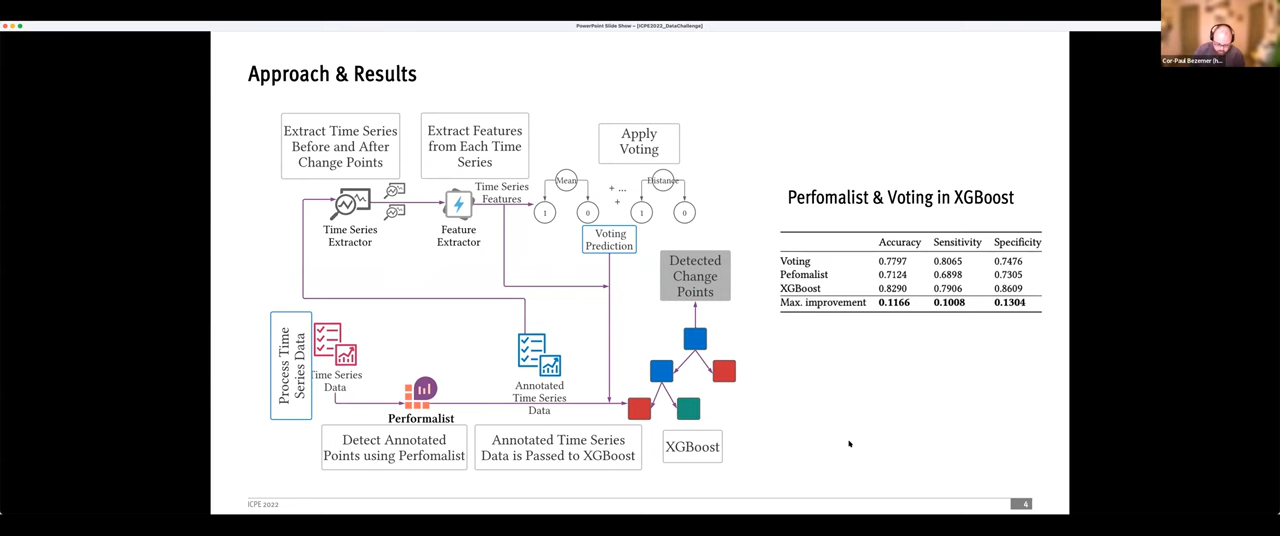 PowerPoint Slide Show - [ICPE2022_DataChallenge]
Cor-Paul Bezemer (h...
Approach & Results
Extract Time Series
Before and After
Change Points
Extract Features
from Each Time
Series
Apply
Voting
Time Series
Features
Mean
+ ...
+
Distance
1
0
1
0
Time Series
Extractor
Feature
Extractor
Voting
Prediction
Detected
Change
Points
Perfomalist & Voting in XGBoost
Accuracy Sensitivity Specificity
Voting 0.7797 0.8065 0.7476
Pefomalist 0.7124 0.6898 0.7305
XGBoost 0.8290 0.7906 0.8609
Max. improvement 0.1166 0.1008 0.1304
Process Time
Series Data
Time Series
Data
Performalist
Annotated
Time Series
Data
Detect Annotated
Points using Perfomalist
Annotated Time Series
Data is Passed to XGBoost
XGBoost
ICPE 2022
4